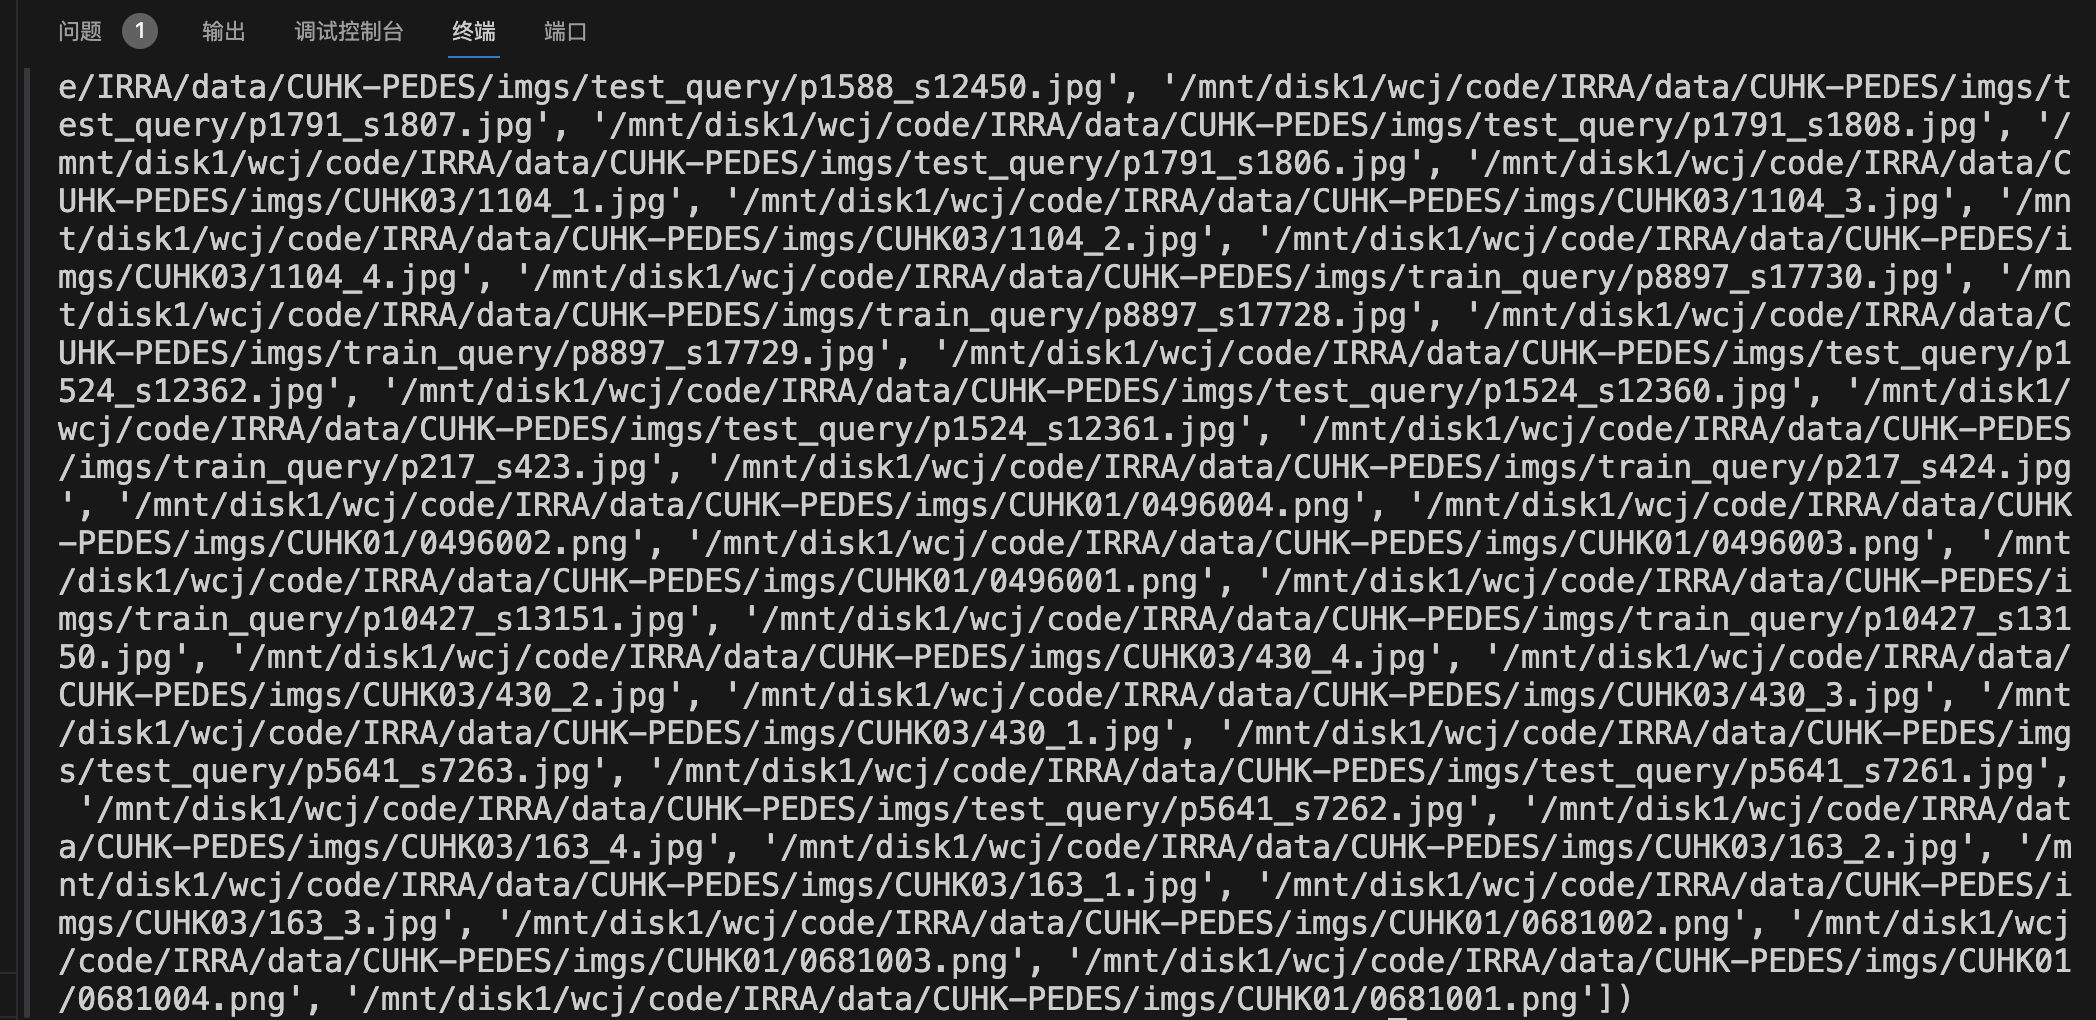 问题 1 输出 调试控制台 终端 端口
e/IRRA/data/CUHK-PEDES/imgs/test_query/p1588_s12450.jpg', '/mnt/disk1/wcj/code/IRRA/data/CUHK-PEDES/imgs/t
est_query/p1791_s1807.jpg', '/mnt/disk1/wcj/code/IRRA/data/CUHK-PEDES/imgs/test_query/p1791_s1808.jpg', '/
mnt/disk1/wcj/code/IRRA/data/CUHK-PEDES/imgs/test_query/p1791_s1806.jpg', '/mnt/disk1/wcj/code/IRRA/data/C
UHK-PEDES/imgs/CUHK03/1104_1.jpg', '/mnt/disk1/wcj/code/IRRA/data/CUHK-PEDES/imgs/CUHK03/1104_3.jpg', '/mn
t/disk1/wcj/code/IRRA/data/CUHK-PEDES/imgs/CUHK03/1104_2.jpg', '/mnt/disk1/wcj/code/IRRA/data/CUHK-PEDES/i
mgs/CUHK03/1104_4.jpg', '/mnt/disk1/wcj/code/IRRA/data/CUHK-PEDES/imgs/train_query/p8897_s17730.jpg', '/mn
t/disk1/wcj/code/IRRA/data/CUHK-PEDES/imgs/train_query/p8897_s17728.jpg', '/mnt/disk1/wcj/code/IRRA/data/C
UHK-PEDES/imgs/train_query/p8897_s17729.jpg', '/mnt/disk1/wcj/code/IRRA/data/CUHK-PEDES/imgs/test_query/p1
524_s12362.jpg', '/mnt/disk1/wcj/code/IRRA/data/CUHK-PEDES/imgs/test_query/p1524_s12360.jpg', '/mnt/disk1/
wcj/code/IRRA/data/CUHK-PEDES/imgs/test_query/p1524_s12361.jpg', '/mnt/disk1/wcj/code/IRRA/data/CUHK-PEDES
/imgs/train_query/p217_s423.jpg', '/mnt/disk1/wcj/code/IRRA/data/CUHK-PEDES/imgs/train_query/p217_s424.jpg
', '/mnt/disk1/wcj/code/IRRA/data/CUHK-PEDES/imgs/CUHK01/0496004.png', '/mnt/disk1/wcj/code/IRRA/data/CUHK
-PEDES/imgs/CUHK01/0496002.png', '/mnt/disk1/wcj/code/IRRA/data/CUHK-PEDES/imgs/CUHK01/0496003.png', '/mnt
/disk1/wcj/code/IRRA/data/CUHK-PEDES/imgs/CUHK01/0496001.png', '/mnt/disk1/wcj/code/IRRA/data/CUHK-PEDES/i
mgs/train_query/p10427_s13151.jpg', '/mnt/disk1/wcj/code/IRRA/data/CUHK-PEDES/imgs/train_query/p10427_s131
50.jpg', '/mnt/disk1/wcj/code/IRRA/data/CUHK-PEDES/imgs/CUHK03/430_4.jpg', '/mnt/disk1/wcj/code/IRRA/data/
CUHK-PEDES/imgs/CUHK03/430_2.jpg', '/mnt/disk1/wcj/code/IRRA/data/CUHK-PEDES/imgs/CUHK03/430_3.jpg', '/mnt
/disk1/wcj/code/IRRA/data/CUHK-PEDES/imgs/CUHK03/430_1.jpg', '/mnt/disk1/wcj/code/IRRA/data/CUHK-PEDES/img
s/test_query/p5641_s7263.jpg', '/mnt/disk1/wcj/code/IRRA/data/CUHK-PEDES/imgs/test_query/p5641_s7261.jpg',
 '/mnt/disk1/wcj/code/IRRA/data/CUHK-PEDES/imgs/test_query/p5641_s7262.jpg', '/mnt/disk1/wcj/code/IRRA/dat
a/CUHK-PEDES/imgs/CUHK03/163_4.jpg', '/mnt/disk1/wcj/code/IRRA/data/CUHK-PEDES/imgs/CUHK03/163_2.jpg', '/m
nt/disk1/wcj/code/IRRA/data/CUHK-PEDES/imgs/CUHK03/163_1.jpg', '/mnt/disk1/wcj/code/IRRA/data/CUHK-PEDES/i
mgs/CUHK03/163_3.jpg', '/mnt/disk1/wcj/code/IRRA/data/CUHK-PEDES/imgs/CUHK01/0681002.png', '/mnt/disk1/wcj
/code/IRRA/data/CUHK-PEDES/imgs/CUHK01/0681003.png', '/mnt/disk1/wcj/code/IRRA/data/CUHK-PEDES/imgs/CUHK01
/0681004.png', '/mnt/disk1/wcj/code/IRRA/data/CUHK-PEDES/imgs/CUHK01/0681001.png'])